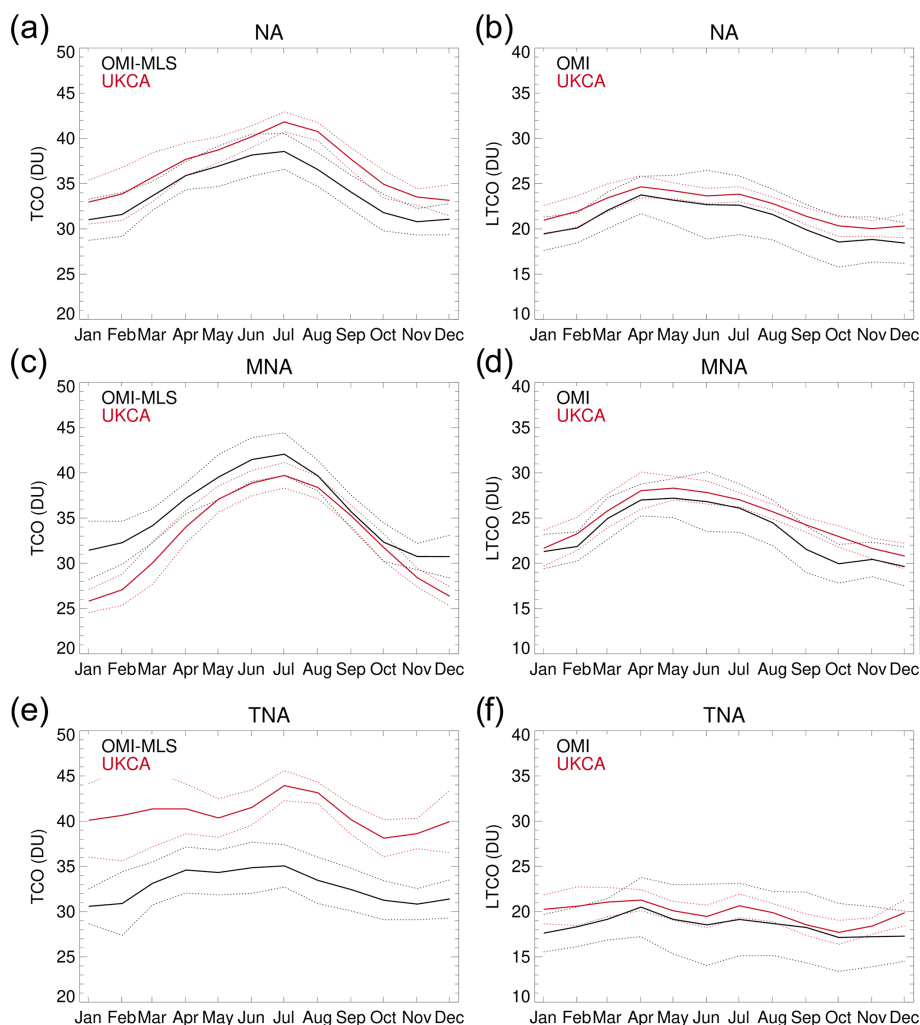 (a) NA
50
OMI-MLS
UKCA
45
40
TCO (DU)
35
30
25
20
Jan Feb Mar Apr May Jun Jul Aug Sep Oct Nov Dec
(b) NA
40
OMI
UKCA
35
30
LTCO (DU)
25
20
15
10
Jan Feb Mar Apr May Jun Jul Aug Sep Oct Nov Dec
(c) MNA
50
OMI-MLS
UKCA
45
40
TCO (DU)
35
30
25
20
Jan Feb Mar Apr May Jun Jul Aug Sep Oct Nov Dec
(d) MNA
40
OMI
UKCA
35
30
LTCO (DU)
25
20
15
10
Jan Feb Mar Apr May Jun Jul Aug Sep Oct Nov Dec
(e) TNA
50
OMI-MLS
UKCA
45
40
TCO (DU)
35
30
25
20
Jan Feb Mar Apr May Jun Jul Aug Sep Oct Nov Dec
(f) TNA
40
OMI
UKCA
35
30
LTCO (DU)
25
20
15
10
Jan Feb Mar Apr May Jun Jul Aug Sep Oct Nov Dec